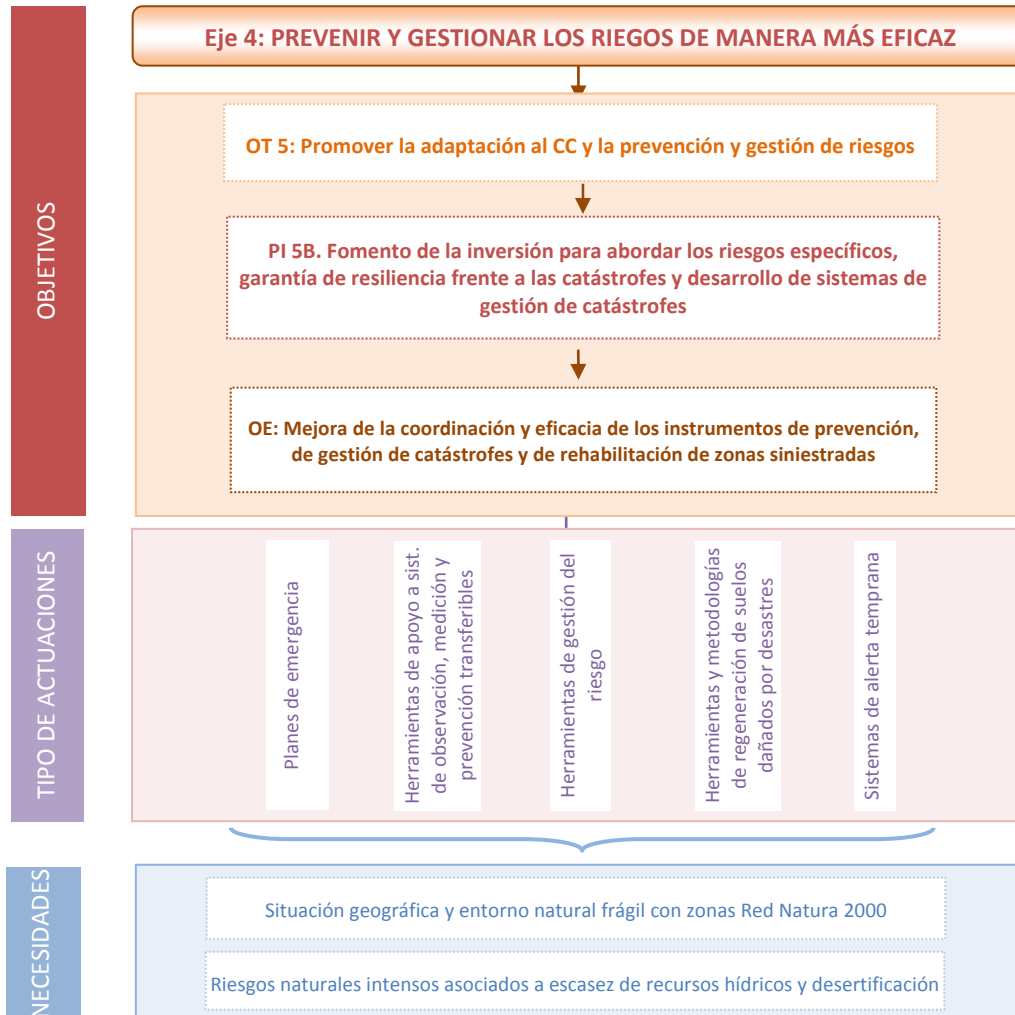 Eje 4: PREVENIR Y GESTIONAR LOS RIEGOS DE MANERA MÁS EFICAZ
OBJETIVOS
OT 5: Promover la adaptación al CC y la prevención y gestión de riesgos
PI 5B. Fomento de la inversión para abordar los riesgos específicos,
garantía de resiliencia frente a las catástrofes y desarrollo de sistemas de
gestión de catástrofes
OE: Mejora de la coordinación y eficacia de los instrumentos de prevención,
de gestión de catástrofes y de rehabilitación de zonas siniestradas
TIPO DE ACTUACIONES
Planes de emergencia
Herramientas de apoyo a sist.
de observación, medición y
prevención transferibles
Herramientas de gestión del
riesgo
Herramientas y metodologías
de regeneración de suelos
dañados por desastres
Sistemas de alerta temprana
NECESIDADES
Situación geográfica y entorno natural frágil con zonas Red Natura 2000
Riesgos naturales intensos asociados a escasez de recursos hídricos y desertificación